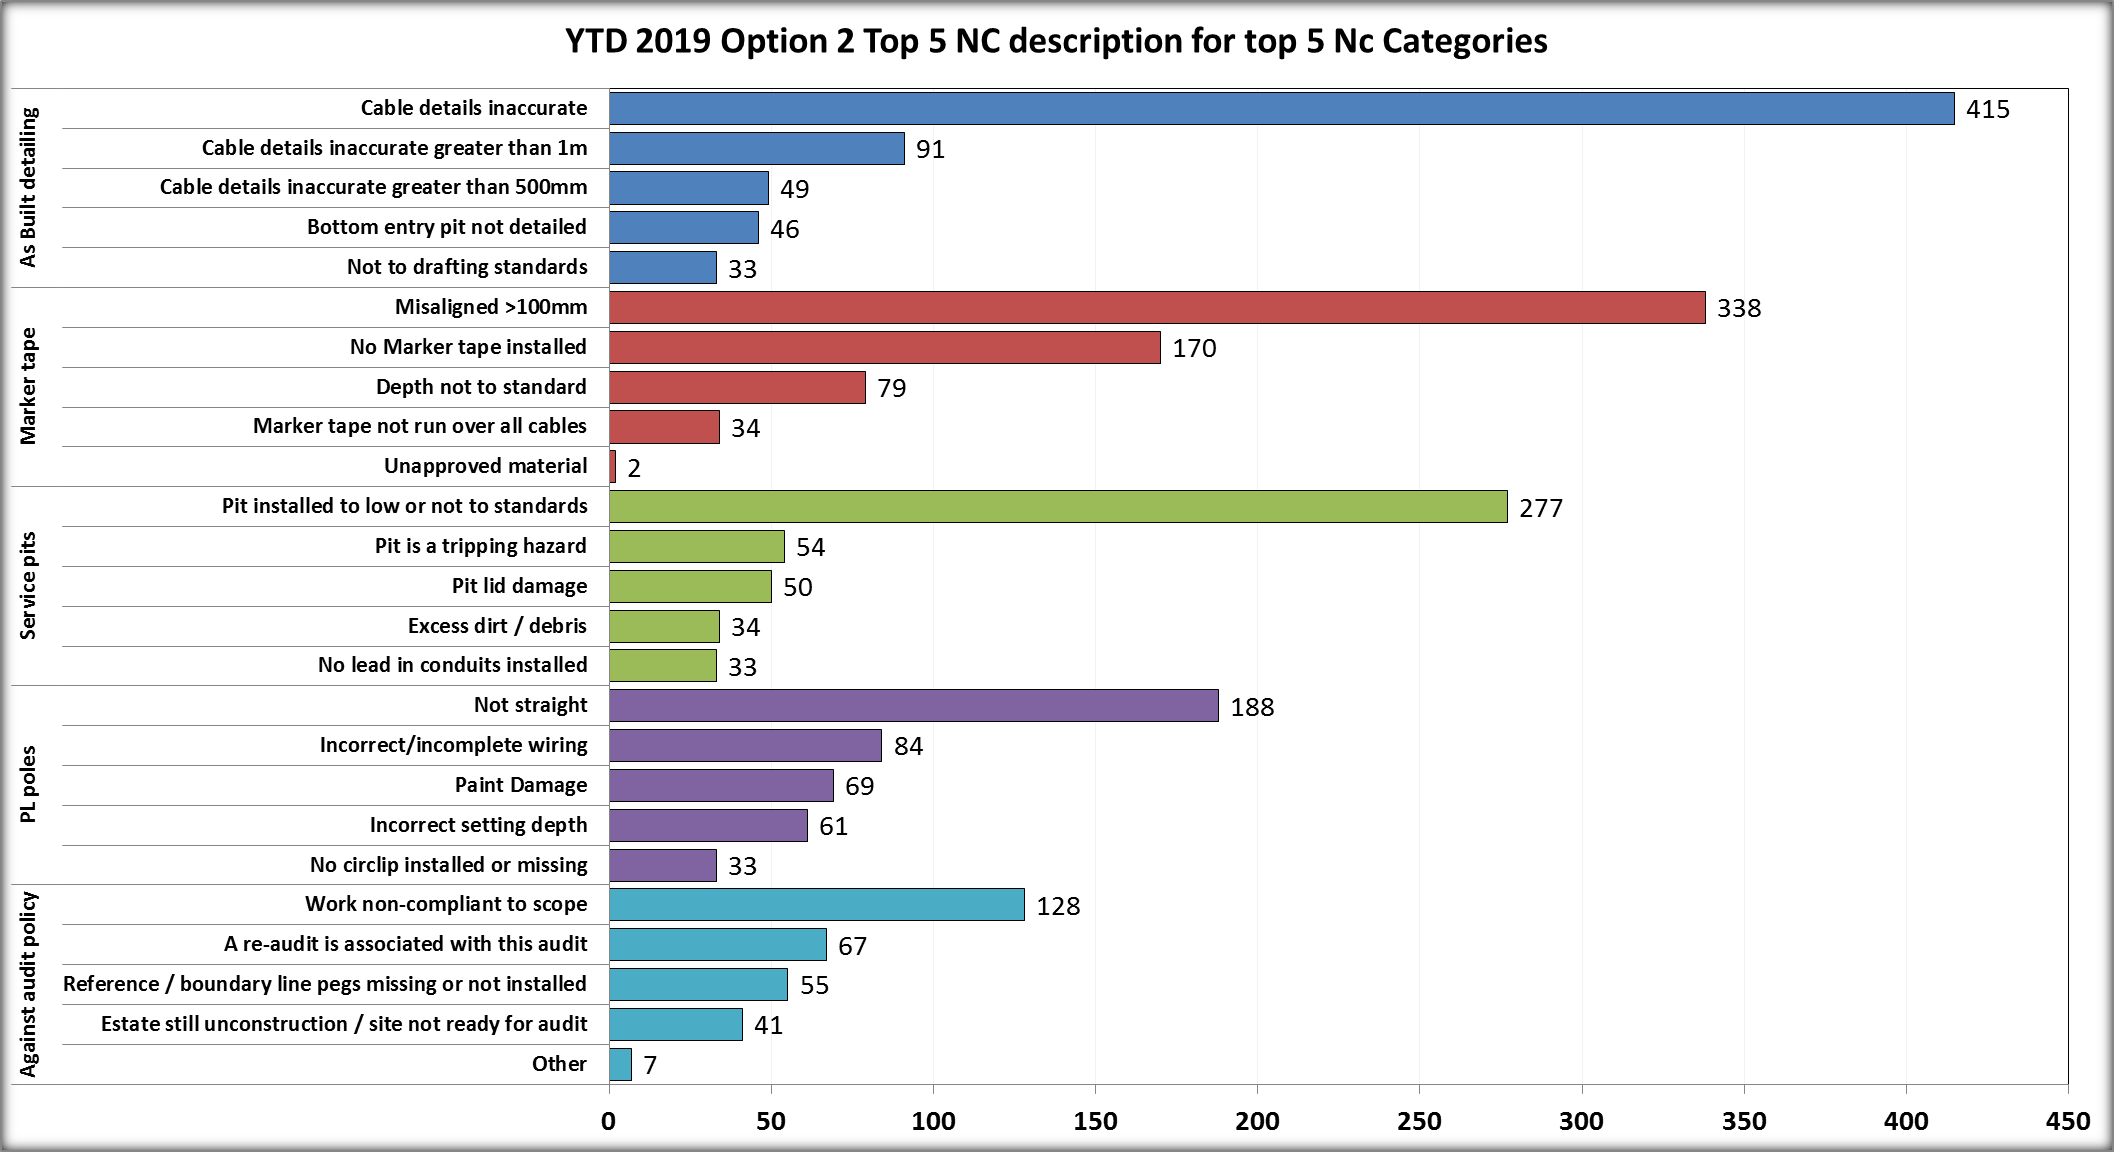 YTD 2019 Option 2 Top 5 NC description for top 5 Nc Categories
As Built detailing
Cable details inaccurate 415
Cable details inaccurate greater than 1m 91
Cable details inaccurate greater than 500mm 49
Bottom entry pit not detailed 46
Not to drafting standards 33
Marker tape
Misaligned >100mm 338
No Marker tape installed 170
Depth not to standard 79
Marker tape not run over all cables 34
Unapproved material 2
Service pits
Pit installed to low or not to standards 277
Pit is a tripping hazard 54
Pit lid damage 50
Excess dirt / debris 34
No lead in conduits installed 33
PL poles
Not straight 188
Incorrect/incomplete wiring 84
Paint Damage 69
Incorrect setting depth 61
No circlip installed or missing 33
Against audit policy
Work non-compliant to scope 128
A re-audit is associated with this audit 67
Reference / boundary line pegs missing or not installed 55
Estate still unconstruction / site not ready for audit 41
Other 7
0 50 100 150 200 250 300 350 400 450